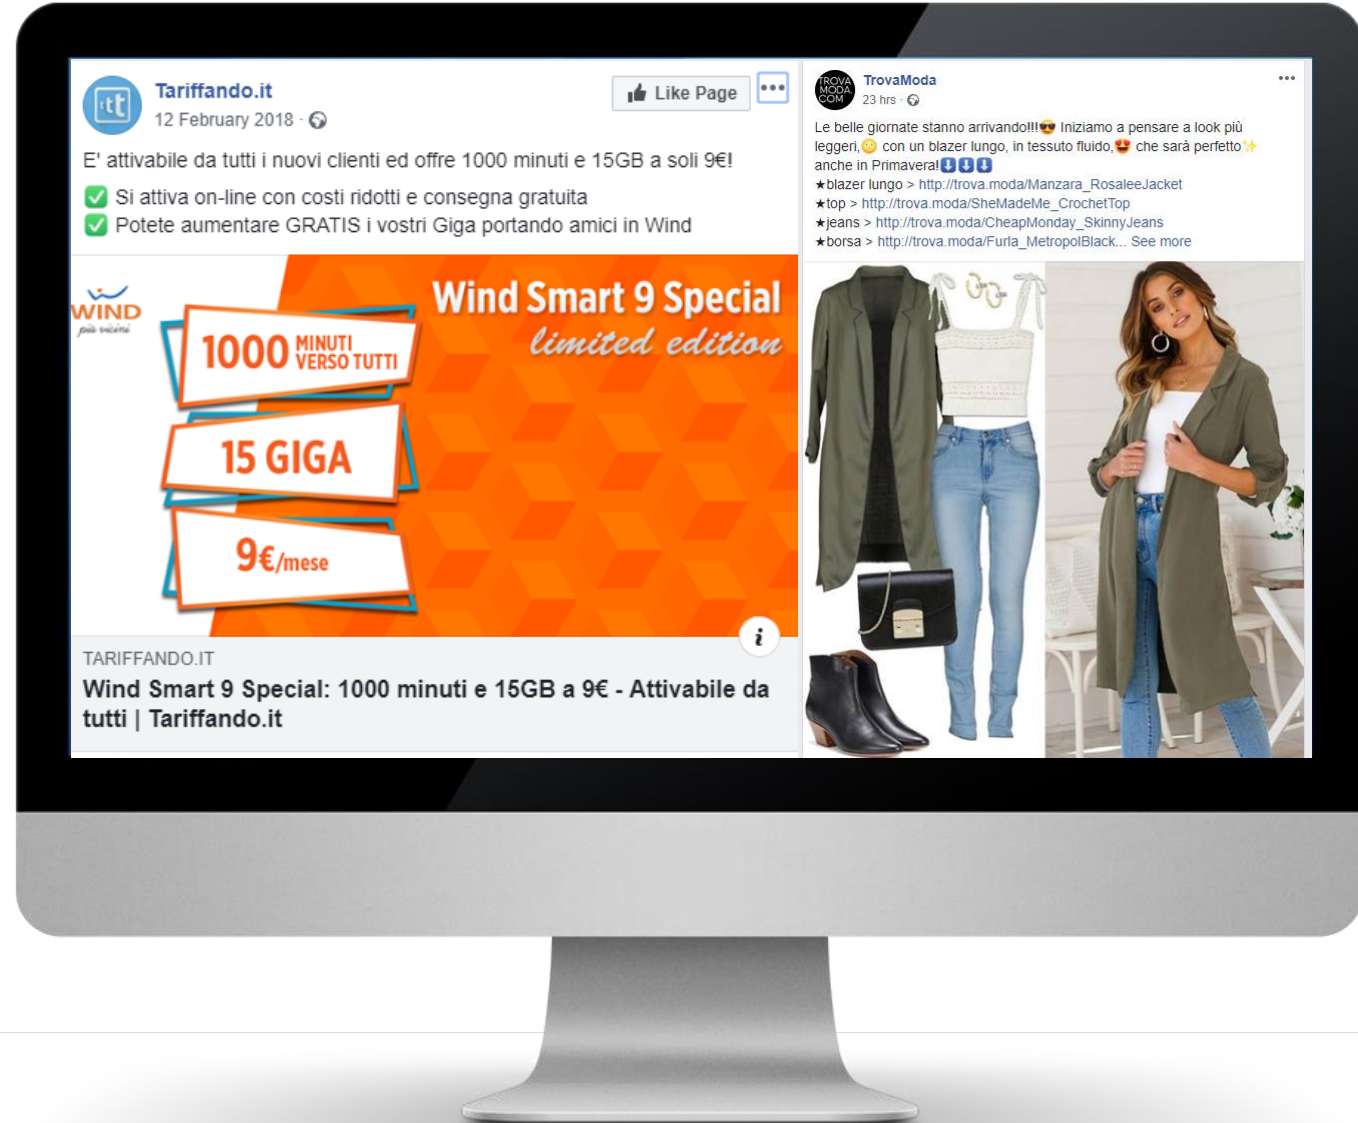 Tariffando.it
12 February 2018 ·
Like Page
E' attivabile da tutti i nuovi clienti ed offre 1000 minuti e 15GB a soli 9€!
Si attiva on-line con costi ridotti e consegna gratuita
Potete aumentare GRATIS i vostri Giga portando amici in Wind
WIND
più vicini
Wind Smart 9 Special
limited edition
1000 MINUTI
VERSO TUTTI
15 GIGA
9€/mese
i
TARIFFANDO.IT
Wind Smart 9 Special: 1000 minuti e 15GB a 9€ - Attivabile da
tutti | Tariffando.it
TROVA
MODA.
COM
TrovaModa
23 hrs ·
Le belle giornate stanno arrivando!!!😎 Iniziamo a pensare a look più
leggeri,😳 con un blazer lungo, in tessuto fluido,😍 che sarà perfetto✨
anche in Primavera!⬇⬇⬇
★blazer lungo > http://trova.moda/Manzara_RosaleeJacket
★top > http://trova.moda/SheMadeMe_CrochetTop
★jeans > http://trova.moda/CheapMonday_SkinnyJeans
★borsa > http://trova.moda/Furla_MetropolBlack... See more